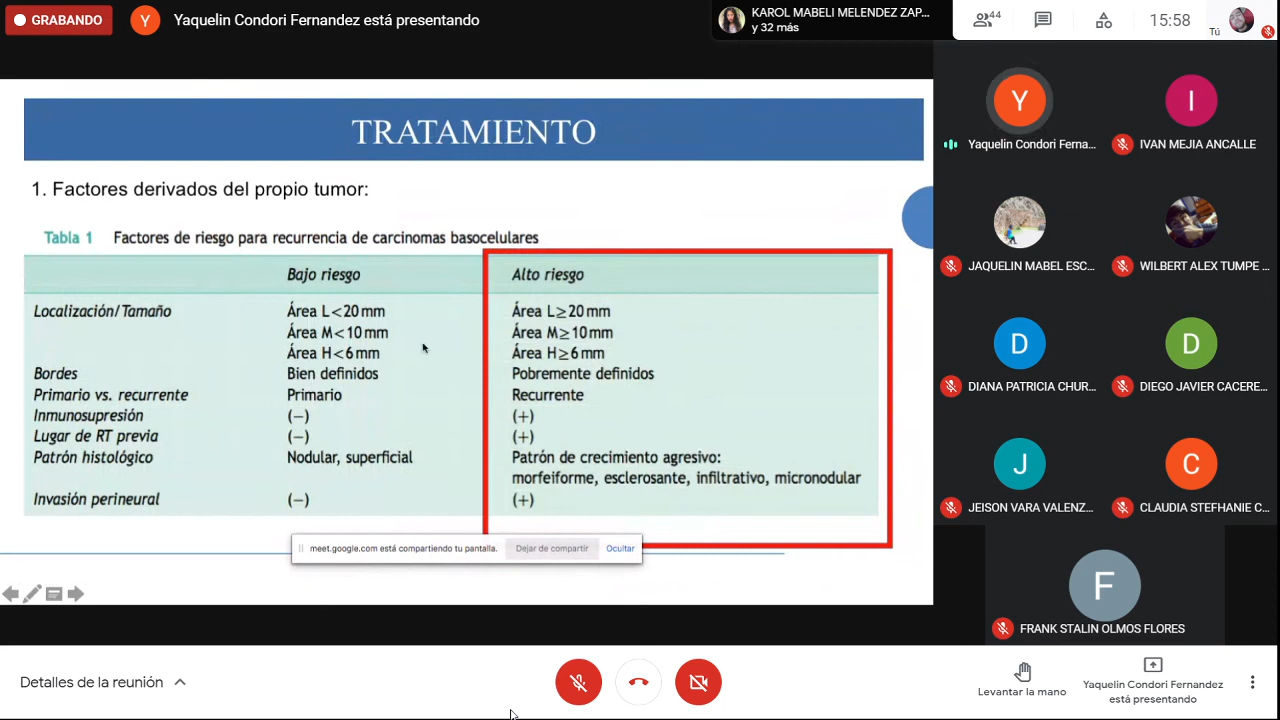 GRABANDO
Y
Yaquelin Condori Fernandez está presentando
KAROL MABELI MELENDEZ ZAP...
y 32 más
44
15:58
Tú
TRATAMIENTO
1. Factores derivados del propio tumor:
Tabla 1 Factores de riesgo para recurrencia de carcinomas basocelulares
Bajo riesgo Alto riesgo
Localización/Tamaño Área L<20 mm Área L≥20 mm
Área M<10 mm Área M≥10 mm
Área H<6 mm Área H≥6 mm
Bordes Bien definidos Pobremente definidos
Primario vs. recurrente Primario Recurrente
Inmunosupresión (−) (+)
Lugar de RT previa (−) (+)
Patrón histológico Nodular, superficial Patrón de crecimiento agresivo:
morfeiforme, esclerosante, infiltrativo, micronodular
Invasión perineural (−) (+)
meet.google.com está compartiendo tu pantalla. Dejar de compartir Ocultar
Y
Yaquelin Condori Ferna...
I
IVAN MEJIA ANCALLE
JAQUELIN MABEL ESC...
WILBERT ALEX TUMPE ...
D
DIANA PATRICIA CHUR...
D
DIEGO JAVIER CACERE...
J
JEISON VARA VALENZ...
C
CLAUDIA STEFHANIE C...
F
FRANK STALIN OLMOS FLORES
Detalles de la reunión
Levantar la mano
Yaquelin Condori Fernandez
está presentando